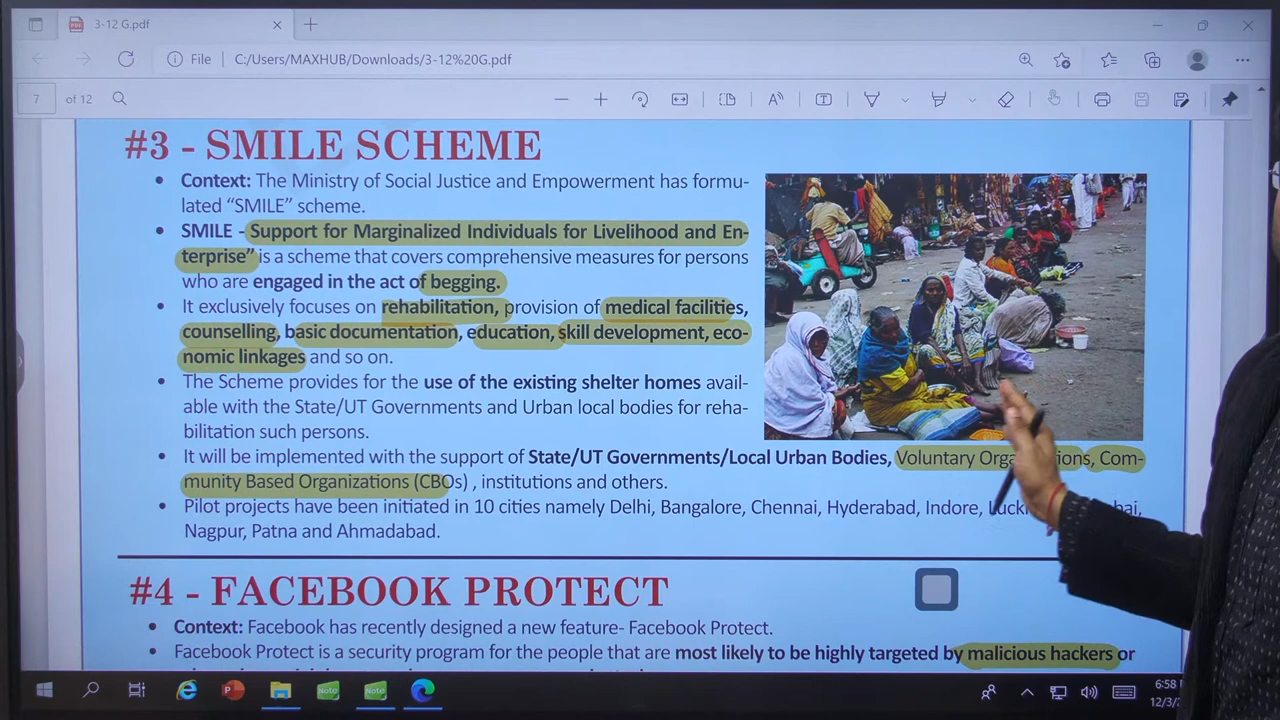 3-12 G.pdf
File
C:/Users/MAXHUB/Downloads/3-12%20G.pdf
7
of 12
#3 - SMILE SCHEME
• Context: The Ministry of Social Justice and Empowerment has formu-
lated “SMILE” scheme.
• SMILE - Support for Marginalized Individuals for Livelihood and En-
terprise” is a scheme that covers comprehensive measures for persons
who are engaged in the act of begging.
• It exclusively focuses on rehabilitation, provision of medical facilities,
counselling, basic documentation, education, skill development, eco-
nomic linkages and so on.
• The Scheme provides for the use of the existing shelter homes avail-
able with the State/UT Governments and Urban local bodies for reha-
bilitation such persons.
• It will be implemented with the support of State/UT Governments/Local Urban Bodies, Voluntary Com-
munity Based Organizations (CBOs) , institutions and others.
• Pilot projects have been initiated in 10 cities namely Delhi, Bangalore, Chennai, Hyderabad, Indore,
Nagpur, Patna and Ahmadabad.
#4 - FACEBOOK PROTECT
• Context: Facebook has recently designed a new feature- Facebook Protect.
• Facebook Protect is a security program for the people that are most likely to be highly targeted by malicious hackers or
Note
Note
6:58
12/3/